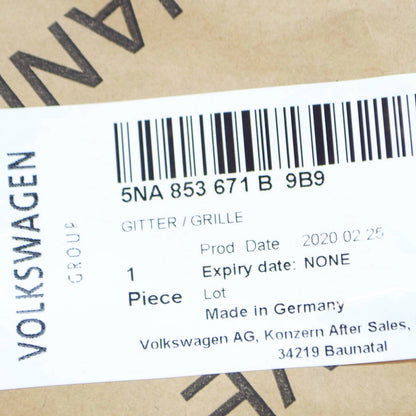 VOLKSWAGEN
GROUP
5NA 853 671 B 9B9
GITTER / GRILLE
Prod Date 2020 02.25
1 Expiry date: NONE
Piece Lot
Made in Germany
Volkswagen AG, Konzern After Sales,
34219 Baunatal